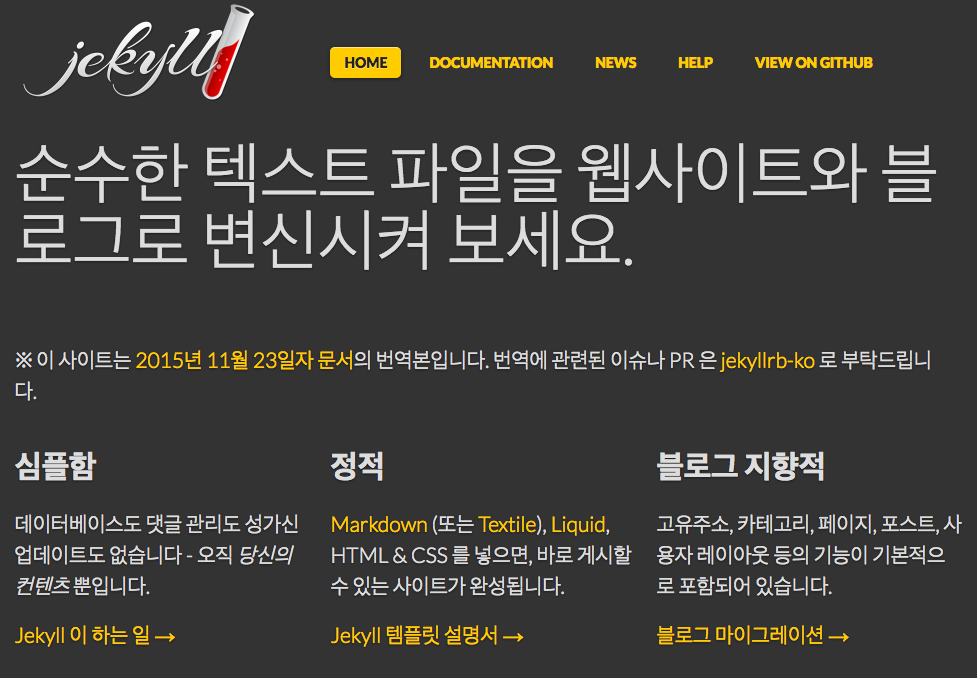 jekyll
HOME DOCUMENTATION NEWS HELP VIEW ON GITHUB
순수한 텍스트 파일을 웹사이트와 블
로그로 변신시켜 보세요.
※ 이 사이트는 2015년 11월 23일자 문서의 번역본입니다. 번역에 관련된 이슈나 PR 은 jekyllrb-ko 로 부탁드립니
다.
심플함
데이터베이스도 댓글 관리도 성가신
업데이트도 없습니다 - 오직 당신의
컨텐츠 뿐입니다.
Jekyll 이 하는 일 →
정적
Markdown (또는 Textile), Liquid,
HTML & CSS 를 넣으면, 바로 게시할
수 있는 사이트가 완성됩니다.
Jekyll 템플릿 설명서 →
블로그 지향적
고유주소, 카테고리, 페이지, 포스트, 사
용자 레이아웃 등의 기능이 기본적으
로 포함되어 있습니다.
블로그 마이그레이션 →